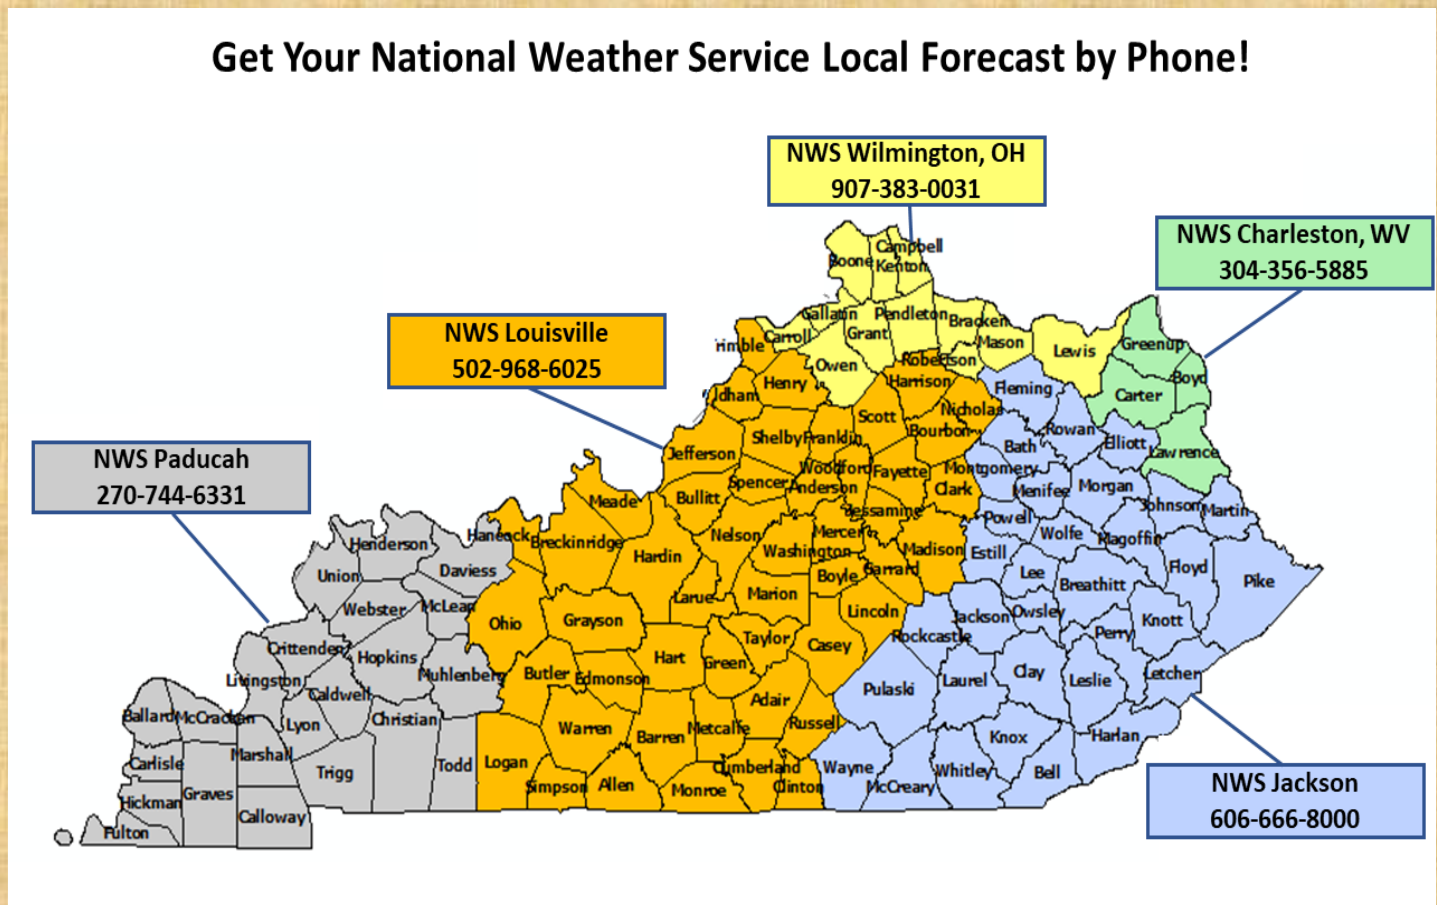 Get Your National Weather Service Local Forecast by Phone!
NWS Wilmington, OH
907-383-0031
NWS Charleston, WV
304-356-5885
NWS Louisville
502-968-6025
NWS Paducah
270-744-6331
NWS Jackson
606-666-8000
Boone
Campbell
Kenton
Gallatin
Pendleton
Bracken
Carroll
Grant
Mason
Owen
Robertson
Lewis
Greenup
Boyd
Carter
Lawrence
rimble
Henry
Harrison
ldham
Nicholas
Scott
Bourbon
Shelby
Franklin
Jefferson
Woodford
Fayette
Spencer
Anderson
Clark
Bullitt
Meade
Jessamine
Nelson
Mercer
Hancock
Breckinridge
Hardin
Washington
Madison
Garrard
Boyle
Larue
Marion
Lincoln
Ohio
Grayson
Taylor
Casey
Hart
Green
Butler
Edmonson
Adair
Warren
Metcalfe
Russell
Barren
Logan
Cumberland
Simpson
Allen
Monroe
Clinton
Fleming
Rowan
Bath
Elliott
Montgomery
Menifee
Morgan
Johnson
Martin
Powell
Wolfe
Magoffin
Estill
Lee
Floyd
Breathitt
Pike
Jackson
Owsley
Knott
Rockcastle
Perry
Clay
Laurel
Leslie
Letcher
Pulaski
Knox
Harlan
Wayne
Whitley
Bell
McCreary
Henderson
Union
Daviess
Webster
McLean
Crittenden
Hopkins
Livingston
Muhlenberg
Caldwell
Ballard
McCracken
Lyon
Christian
Marshall
Carlisle
Trigg
Todd
Graves
Hickman
Calloway
Fulton